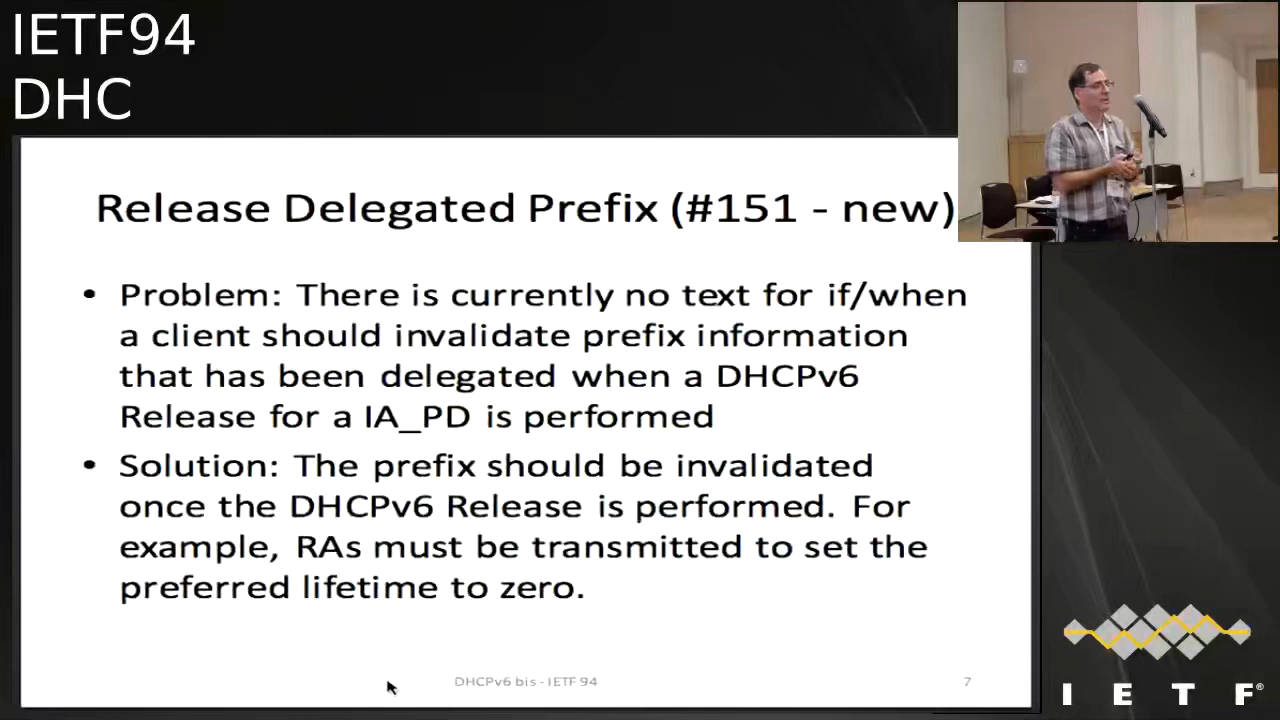 IETF94
DHC
Release Delegated Prefix (#151 - new)
• Problem: There is currently no text for if/when
a client should invalidate prefix information
that has been delegated when a DHCPv6
Release for a IA_PD is performed
• Solution: The prefix should be invalidated
once the DHCPv6 Release is performed. For
example, RAs must be transmitted to set the
preferred lifetime to zero.
DHCPv6 bis - IETF 94
7
I E T F®